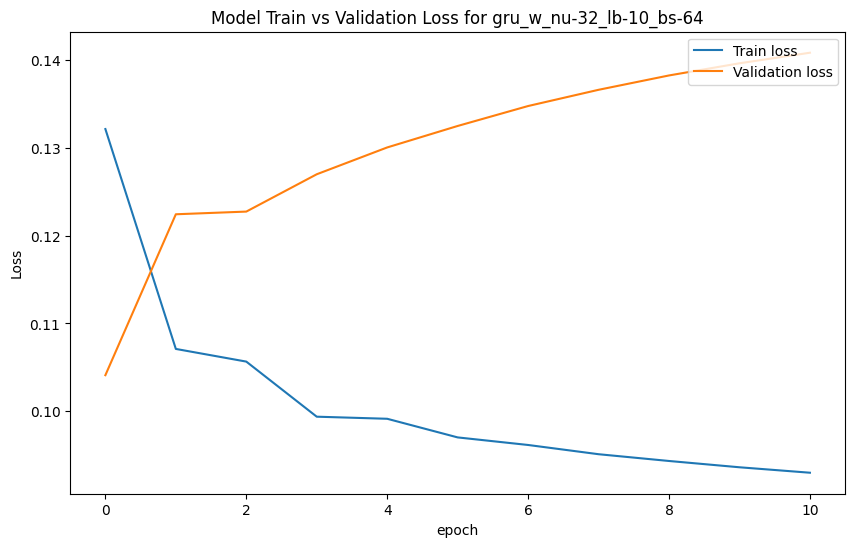 Model Train vs Validation Loss for gru_w_nu-32_lb-10_bs-64
Train loss
Validation loss
0.14
0.13
0.12
0.11
0.10
Loss
0 2 4 6 8 10
epoch